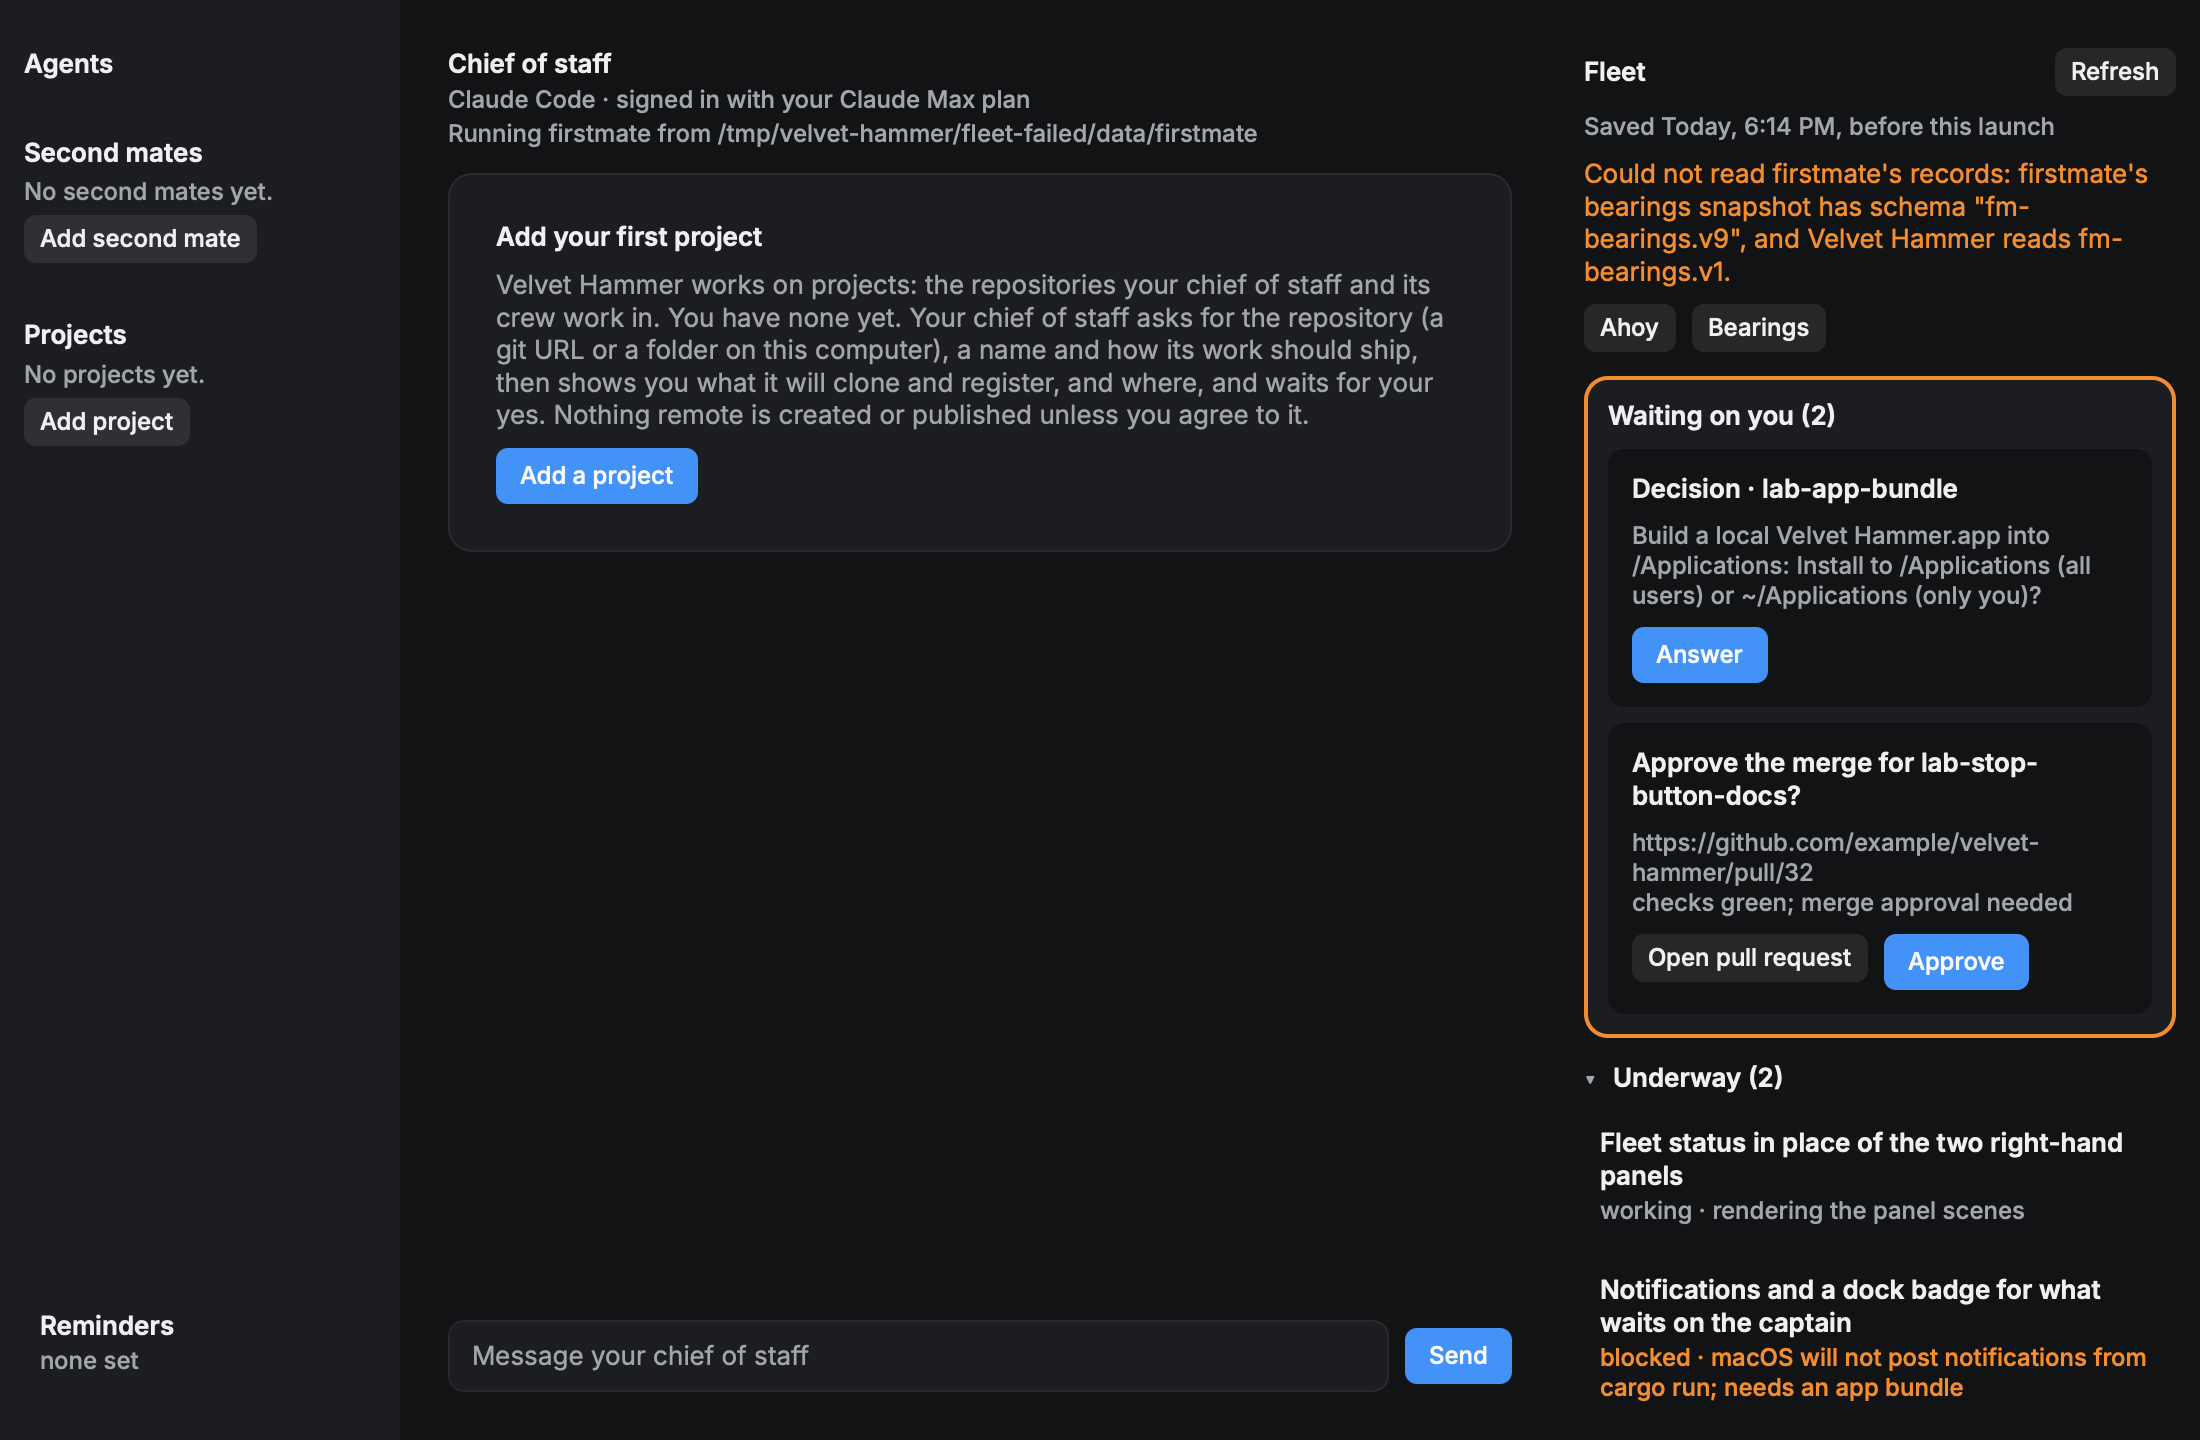 Agents
Second mates
No second mates yet.
Add second mate
Projects
No projects yet.
Add project
Reminders
none set
Chief of staff
Claude Code · signed in with your Claude Max plan
Running firstmate from /tmp/velvet-hammer/fleet-failed/data/firstmate
Add your first project
Velvet Hammer works on projects: the repositories your chief of staff and its
crew work in. You have none yet. Your chief of staff asks for the repository (a
git URL or a folder on this computer), a name and how its work should ship,
then shows you what it will clone and register, and where, and waits for your
yes. Nothing remote is created or published unless you agree to it.
Add a project
Message your chief of staff
Send
Fleet
Refresh
Saved Today, 6:14 PM, before this launch
Could not read firstmate's records: firstmate's
bearings snapshot has schema "fm-
bearings.v9", and Velvet Hammer reads fm-
bearings.v1.
Ahoy
Bearings
Waiting on you (2)
Decision · lab-app-bundle
Build a local Velvet Hammer.app into
/Applications: Install to /Applications (all
users) or ~/Applications (only you)?
Answer
Approve the merge for lab-stop-
button-docs?
https://github.com/example/velvet-
hammer/pull/32
checks green; merge approval needed
Open pull request
Approve
Underway (2)
Fleet status in place of the two right-hand
panels
working · rendering the panel scenes
Notifications and a dock badge for what
waits on the captain
blocked · macOS will not post notifications from
cargo run; needs an app bundle